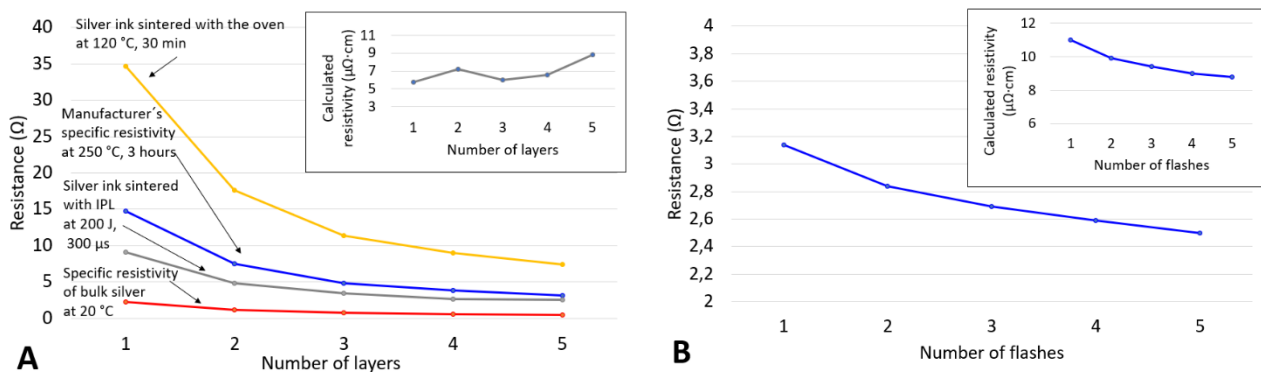 40
35
30
25
20
15
10
5
0
Resistance (Ω)
Silver ink sintered with the oven
at 120 °C, 30 min
Manufacturer´s
specific resistivity
at 250 °C, 3 hours
Silver ink sintered
with IPL
at 200 J,
300 µs
Specific resistivity
of bulk silver
at 20 °C
1 2 3 4 5
Number of layers
A
Calculated
resistivity (µΩ·cm)
11
9
7
5
3
1 2 3 4 5
Number of layers
4
3,8
3,6
3,4
3,2
3
2,8
2,6
2,4
2,2
2
Resistance (Ω)
1 2 3 4 5
Number of flashes
B
Calculated resistivity
(µΩ·cm)
12
10
8
6
1 2 3 4 5
Number of flashes